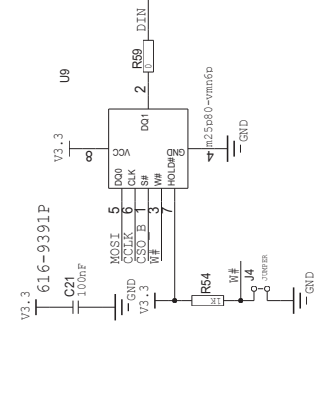 DIN
R59
0
U9
2
DQ1
V3.3
8
VCC
GND
4
GND
m25p80-vmn6p
DQ0
CLK
S#
W#
HOLD#
5
6
1
3
7
MOSI
CCLK
CSO_B
W#
616-9391P
V3.3
C21
100nF
GND
V3.3
R54
1K
W#
J4
JUMPER
GND